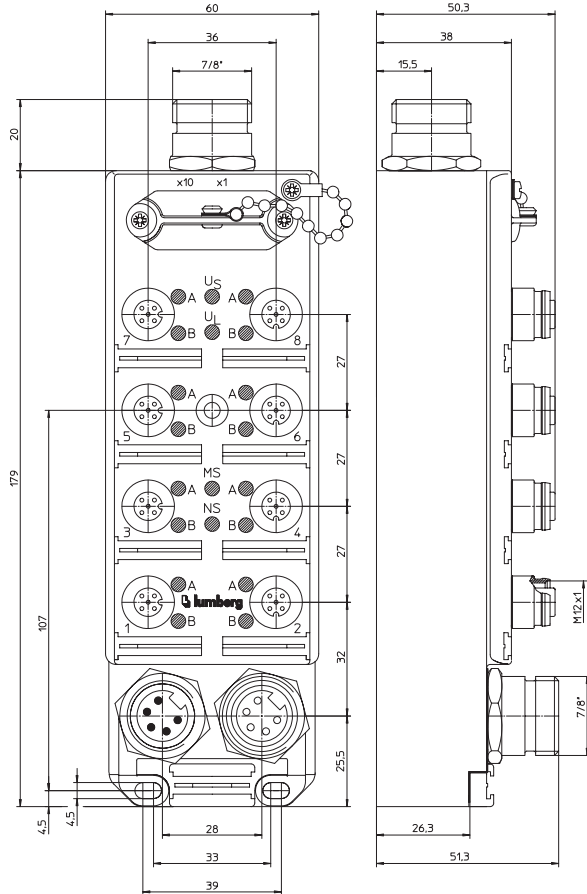 60
50,3
36
38
7/8"
15,5
20
x10 x1
US
A A
UL
7 B B 8
27
A A
5 B B 6
27
179
MS
A A
NS
3 B B 4
27
A A
lumberg
1 B B 2
M12x1
107
32
7/8"
25,5
4,5
4,5
28
26,3
33
51,3
39